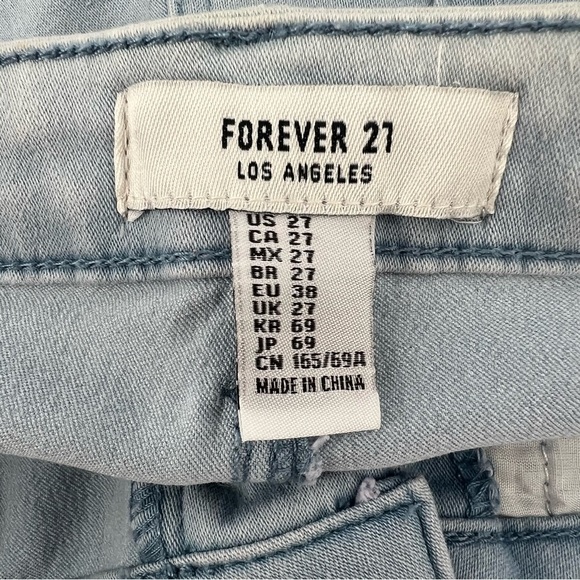 FOREVER 21
LOS ANGELES
US 27
CA 27
MX 27
BR 27
EU 38
UK 27
KR 69
JP 69
CN 165/69A
MADE IN CHINA